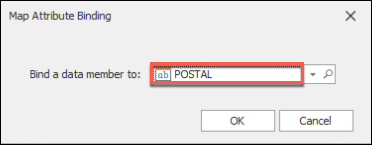 Map Attribute Binding
Bind a data member to: ab POSTAL
OK Cancel